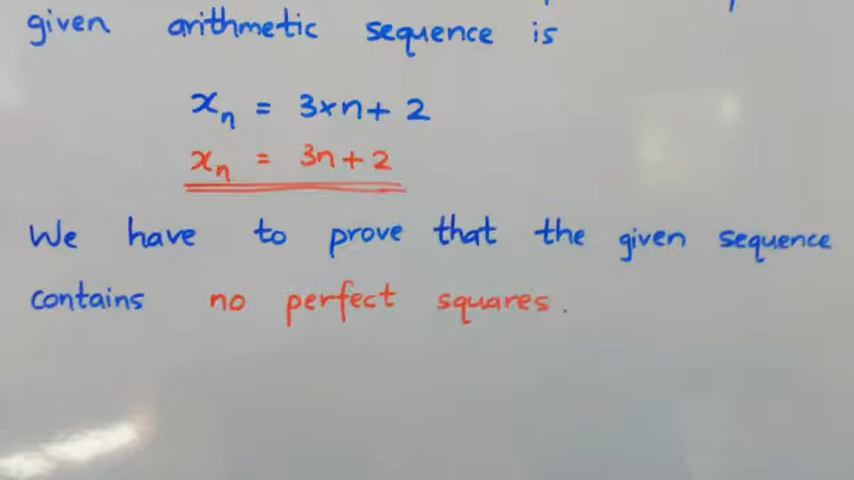 given arithmetic sequence is
xₙ = 3×n+ 2
xₙ = 3n+2
We have to prove that the given sequence
contains no perfect squares.